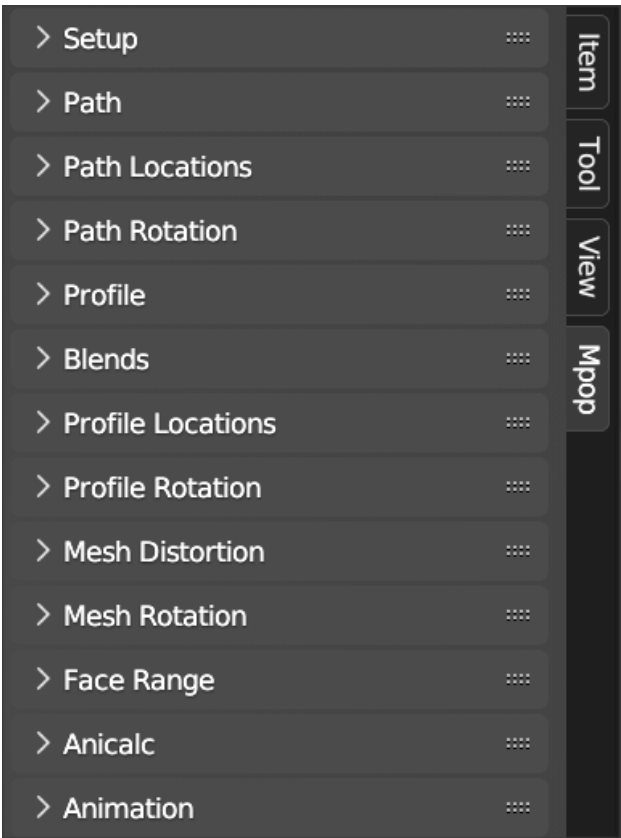 Setup
Path
Path Locations
Path Rotation
Profile
Blends
Profile Locations
Profile Rotation
Mesh Distortion
Mesh Rotation
Face Range
Anicalc
Animation
Item
Tool
View
Mpop